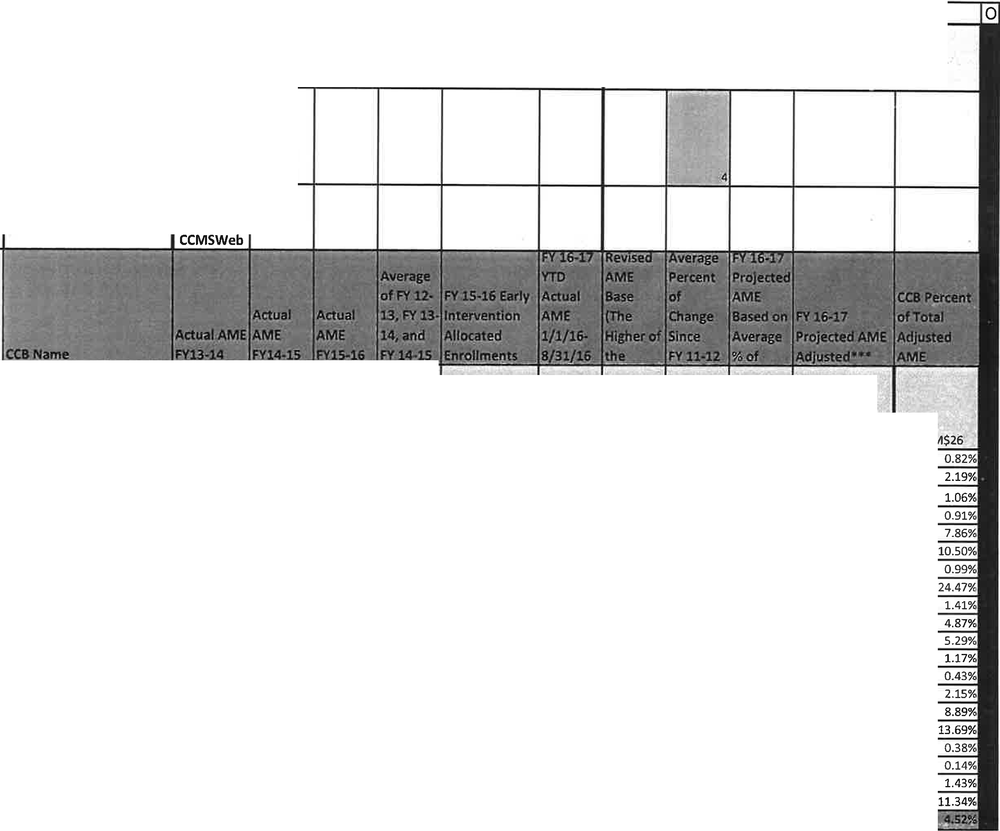 O
4
CCMSWeb
CCB Name
Actual AME
FY13-14
Actual
AME
FY14-15
Actual
AME
FY15-16
Average
of FY 12-
13, FY 13-
14, and
FY 14-15
FY 15-16 Early
Intervention
Allocated
Enrollments
FY 16-17
YTD
Actual
AME
1/1/16-
8/31/16
Revised
AME
Base
(The
Higher of
the
Average
Percent
of
Change
Since
FY 11-12
FY 16-17
Projected
AME
Based on
Average
% of
FY 16-17
Projected AME
Adjusted***
CCB Percent
of Total
Adjusted
AME
$26
0.82%
2.19%
1.06%
0.91%
7.86%
10.50%
0.99%
24.47%
1.41%
4.87%
5.29%
1.17%
0.43%
2.15%
8.89%
13.69%
0.38%
0.14%
1.43%
11.34%
4.52%